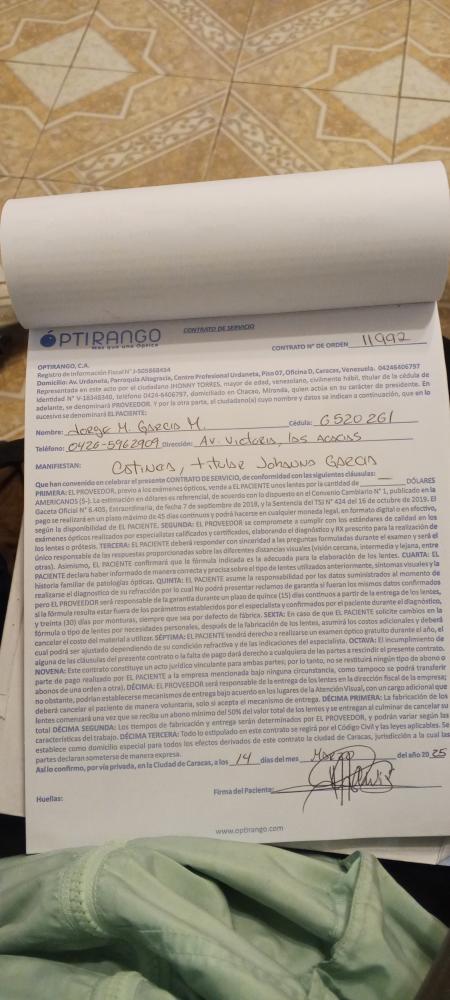 ÓPTIRANGO
Más que una Óptica
CONTRATO DE SERVICIO
CONTRATO N° DE ORDEN 11992
OPTIRANGO, C.A.
Registro de Información Fiscal N° J-505868434
Domicilio: Av. Urdaneta, Parroquia Altagracia, Centro Profesional Urdaneta, Piso 07, Oficina D, Caracas, Venezuela. 04246406797
Representada en este acto por el ciudadano JHONNY TORRES, mayor de edad, venezolano, civilmente hábil, titular de la cédula de
Identidad N° V-18348340, teléfono 0424-6406797, domiciliado en Chacao, Miranda, quien actúa en su carácter de presidente. En
adelante, se denominará PROVEEDOR. Y por la otra parte, el ciudadano(a) cuyo nombre y datos se indican a continuación, que en lo
sucesivo se denominará EL PACIENTE:
Nombre: Jorge M. Garcia M. Cédula: 6520261
Teléfono: 0426-5962909 Dirección: Av. Victoria, las acacias
MANIFIESTAN: titular Johanna Garcia
Que han convenido en celebrar el presente CONTRATO DE SERVICIO, de conformidad con las siguientes cláusulas:
PRIMERA: EL PROVEEDOR, previo a los exámenes ópticos, vende a EL PACIENTE unos lentes por la cantidad de DÓLARES
AMERICANOS ($-). La estimación en dólares es referencial, de acuerdo con lo dispuesto en el Convenio Cambiario N° 1, publicado en la
Gaceta Oficial N° 6.405, Extraordinaria, de fecha 7 de septiembre de 2018, y la Sentencia del TSJ N° 424 del 16 de octubre de 2019. El
pago se realizará en un plazo máximo de 45 días continuos y podrá hacerse en cualquier moneda legal, en formato digital o en efectivo,
según la disponibilidad de EL PACIENTE. SEGUNDA: EL PROVEEDOR se compromete a cumplir con los estándares de calidad en los
exámenes ópticos realizados por especialistas calificados y certificados, elaborando el diagnóstico y RX prescrito para la realización de
los lentes o prótesis. TERCERA: EL PACIENTE deberá responder con sinceridad a las preguntas formuladas durante el examen y será el
único responsable de las respuestas proporcionadas sobre las diferentes distancias visuales (visión cercana, intermedia y lejana, entre
otras). Asimismo, EL PACIENTE confirmará que la fórmula indicada es la adecuada para la elaboración de los lentes. CUARTA: EL
PACIENTE declara haber informado de manera correcta y precisa sobre el tipo de lentes utilizados anteriormente, síntomas visuales y la
historia familiar de patologías ópticas. QUINTA: EL PACIENTE asume la responsabilidad por los datos suministrados al momento de
realizarse el diagnostico de su refracción por lo cual No podrá presentar reclamo de garantía si fueran los mismos datos confirmados
pero EL PROVEEDOR será responsable de la garantía durante un plazo de quince (15) días continuos a partir de la entrega de los lentes,
si la fórmula resulta estar fuera de los parámetros establecidos por el especialista y confirmados por el paciente durante el diagnóstico,
y treinta (30) días por monturas, siempre que sea por defecto de fábrica. SEXTA: En caso de que EL PACIENTE solicite cambios en la
fórmula o tipo de lentes por necesidades personales, después de la fabricación de los lentes, asumirá los costos adicionales y deberá
cancelar el costo del material a utilizar. SÉPTIMA: EL PACIENTE tendrá derecho a realizarse un examen óptico gratuito durante el año, el
cual podrá ser ajustado dependiendo de su condición refractiva y de las indicaciones del especialista. OCTAVA: El incumplimiento de
alguna de las cláusulas del presente contrato o la falta de pago dará derecho a cualquiera de las partes a rescindir el presente contrato.
NOVENA: Este contrato constituye un acto jurídico vinculante para ambas partes; por lo tanto, no se restituirá ningún tipo de abono o
parte de pago realizado por EL PACIENTE a la empresa mencionada bajo ninguna circunstancia, como tampoco se podrá transferir
abonos de una orden a otra). DÉCIMA: EL PROVEEDOR será responsable de la entrega de los lentes en la dirección fiscal de la empresa;
no obstante, podrían establecerse mecanismos de entrega bajo acuerdo en los lugares de la Atención Visual, con un cargo adicional que
deberá cancelar el paciente de manera voluntaria, solo si acepta el mecanismo de entrega. DÉCIMA PRIMERA: La fabricación de los
lentes comenzará una vez que se reciba un abono mínimo del 50% del valor total de los lentes y se entregan al culminar de cancelar su
total DÉCIMA SEGUNDA: Los tiempos de fabricación y entrega serán determinados por EL PROVEEDOR, y podrán variar según las
características del trabajo. DÉCIMA TERCERA: Todo lo estipulado en este contrato se regirá por el Código Civil y las leyes aplicables. Se
establece como domicilio especial para todos los efectos derivados de este contrato la ciudad de Caracas, jurisdicción a la cual las
partes declaran someterse de manera expresa.
Así lo confirmo, por vía privada, en la Ciudad de Caracas, a los 14 días del mes Marzo del año 2025
Huellas: Firma del Paciente:
www.optirango.com